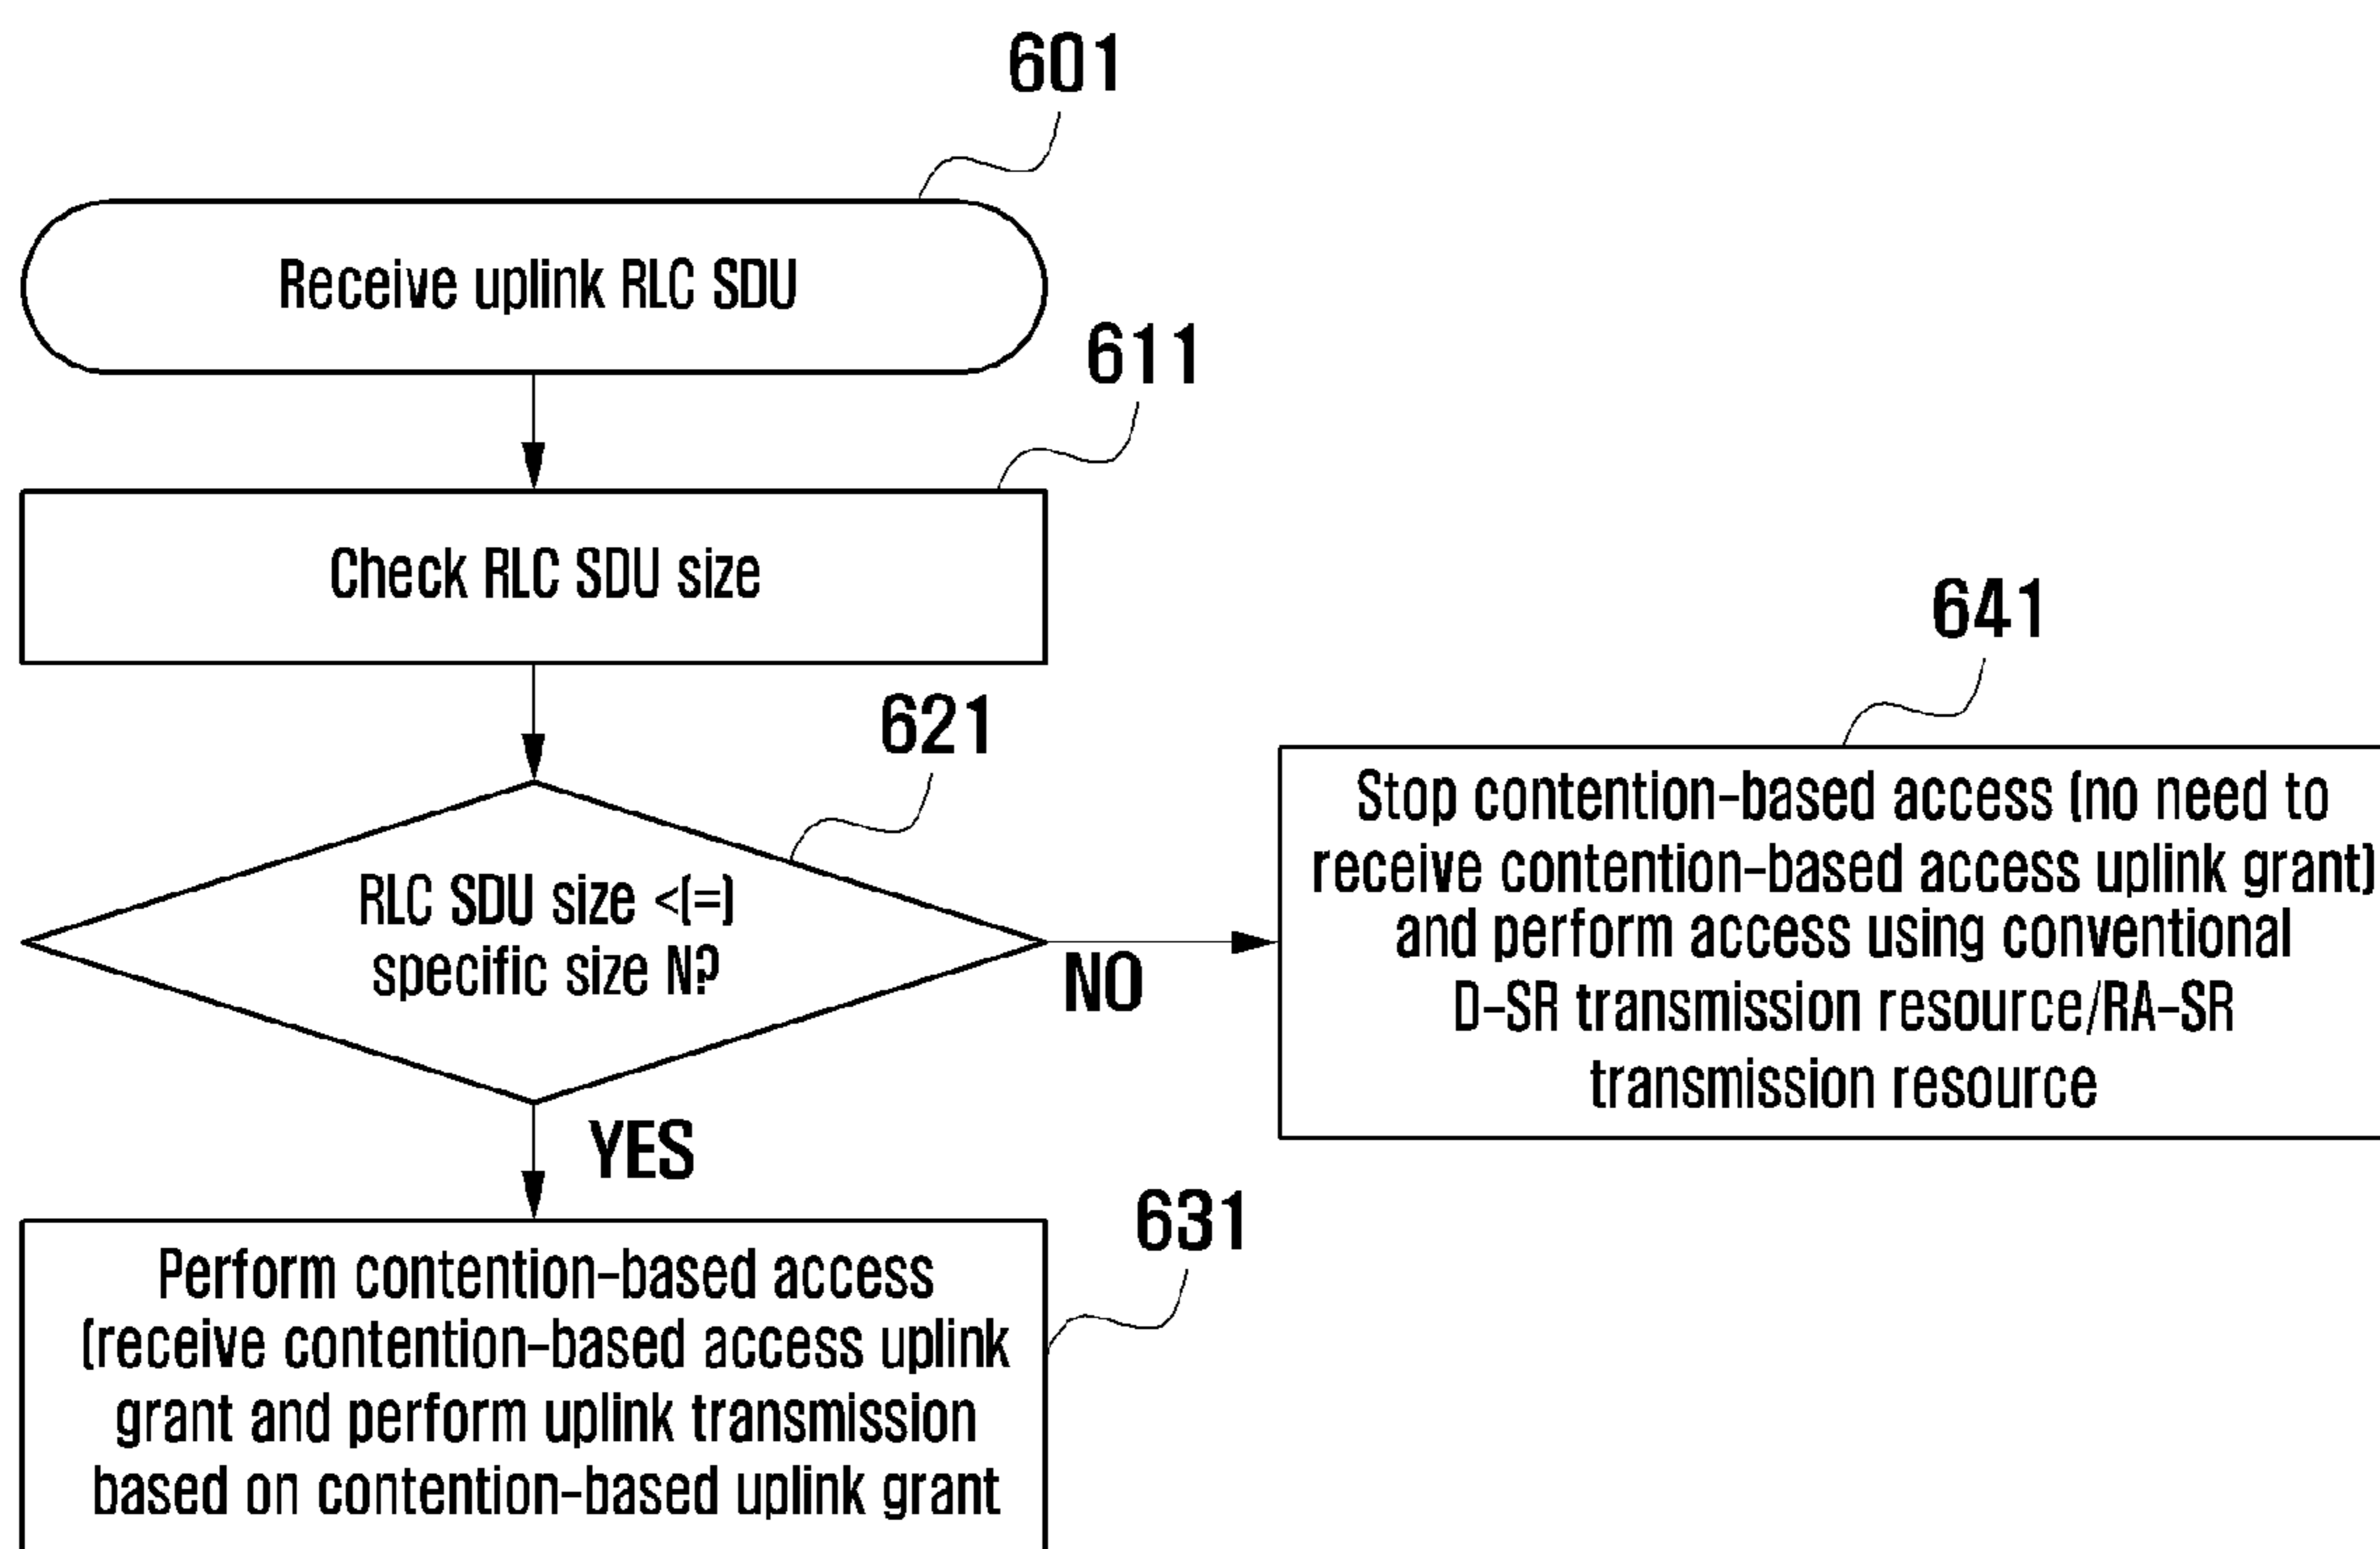 601
Receive uplink RLC SDU
611
Check RLC SDU size
621
RLC SDU size <(=)
specific size N?
NO
641
Stop contention-based access (no need to
receive contention-based access uplink grant)
and perform access using conventional
D-SR transmission resource/RA-SR
transmission resource
YES
631
Perform contention-based access
(receive contention-based access uplink
grant and perform uplink transmission
based on contention-based uplink grant